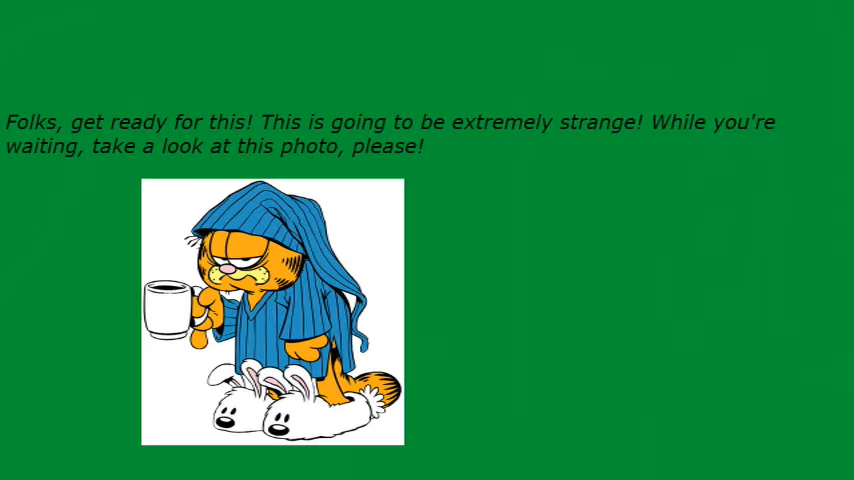 Folks, get ready for this! This is going to be extremely strange! While you're
waiting, take a look at this photo, please!